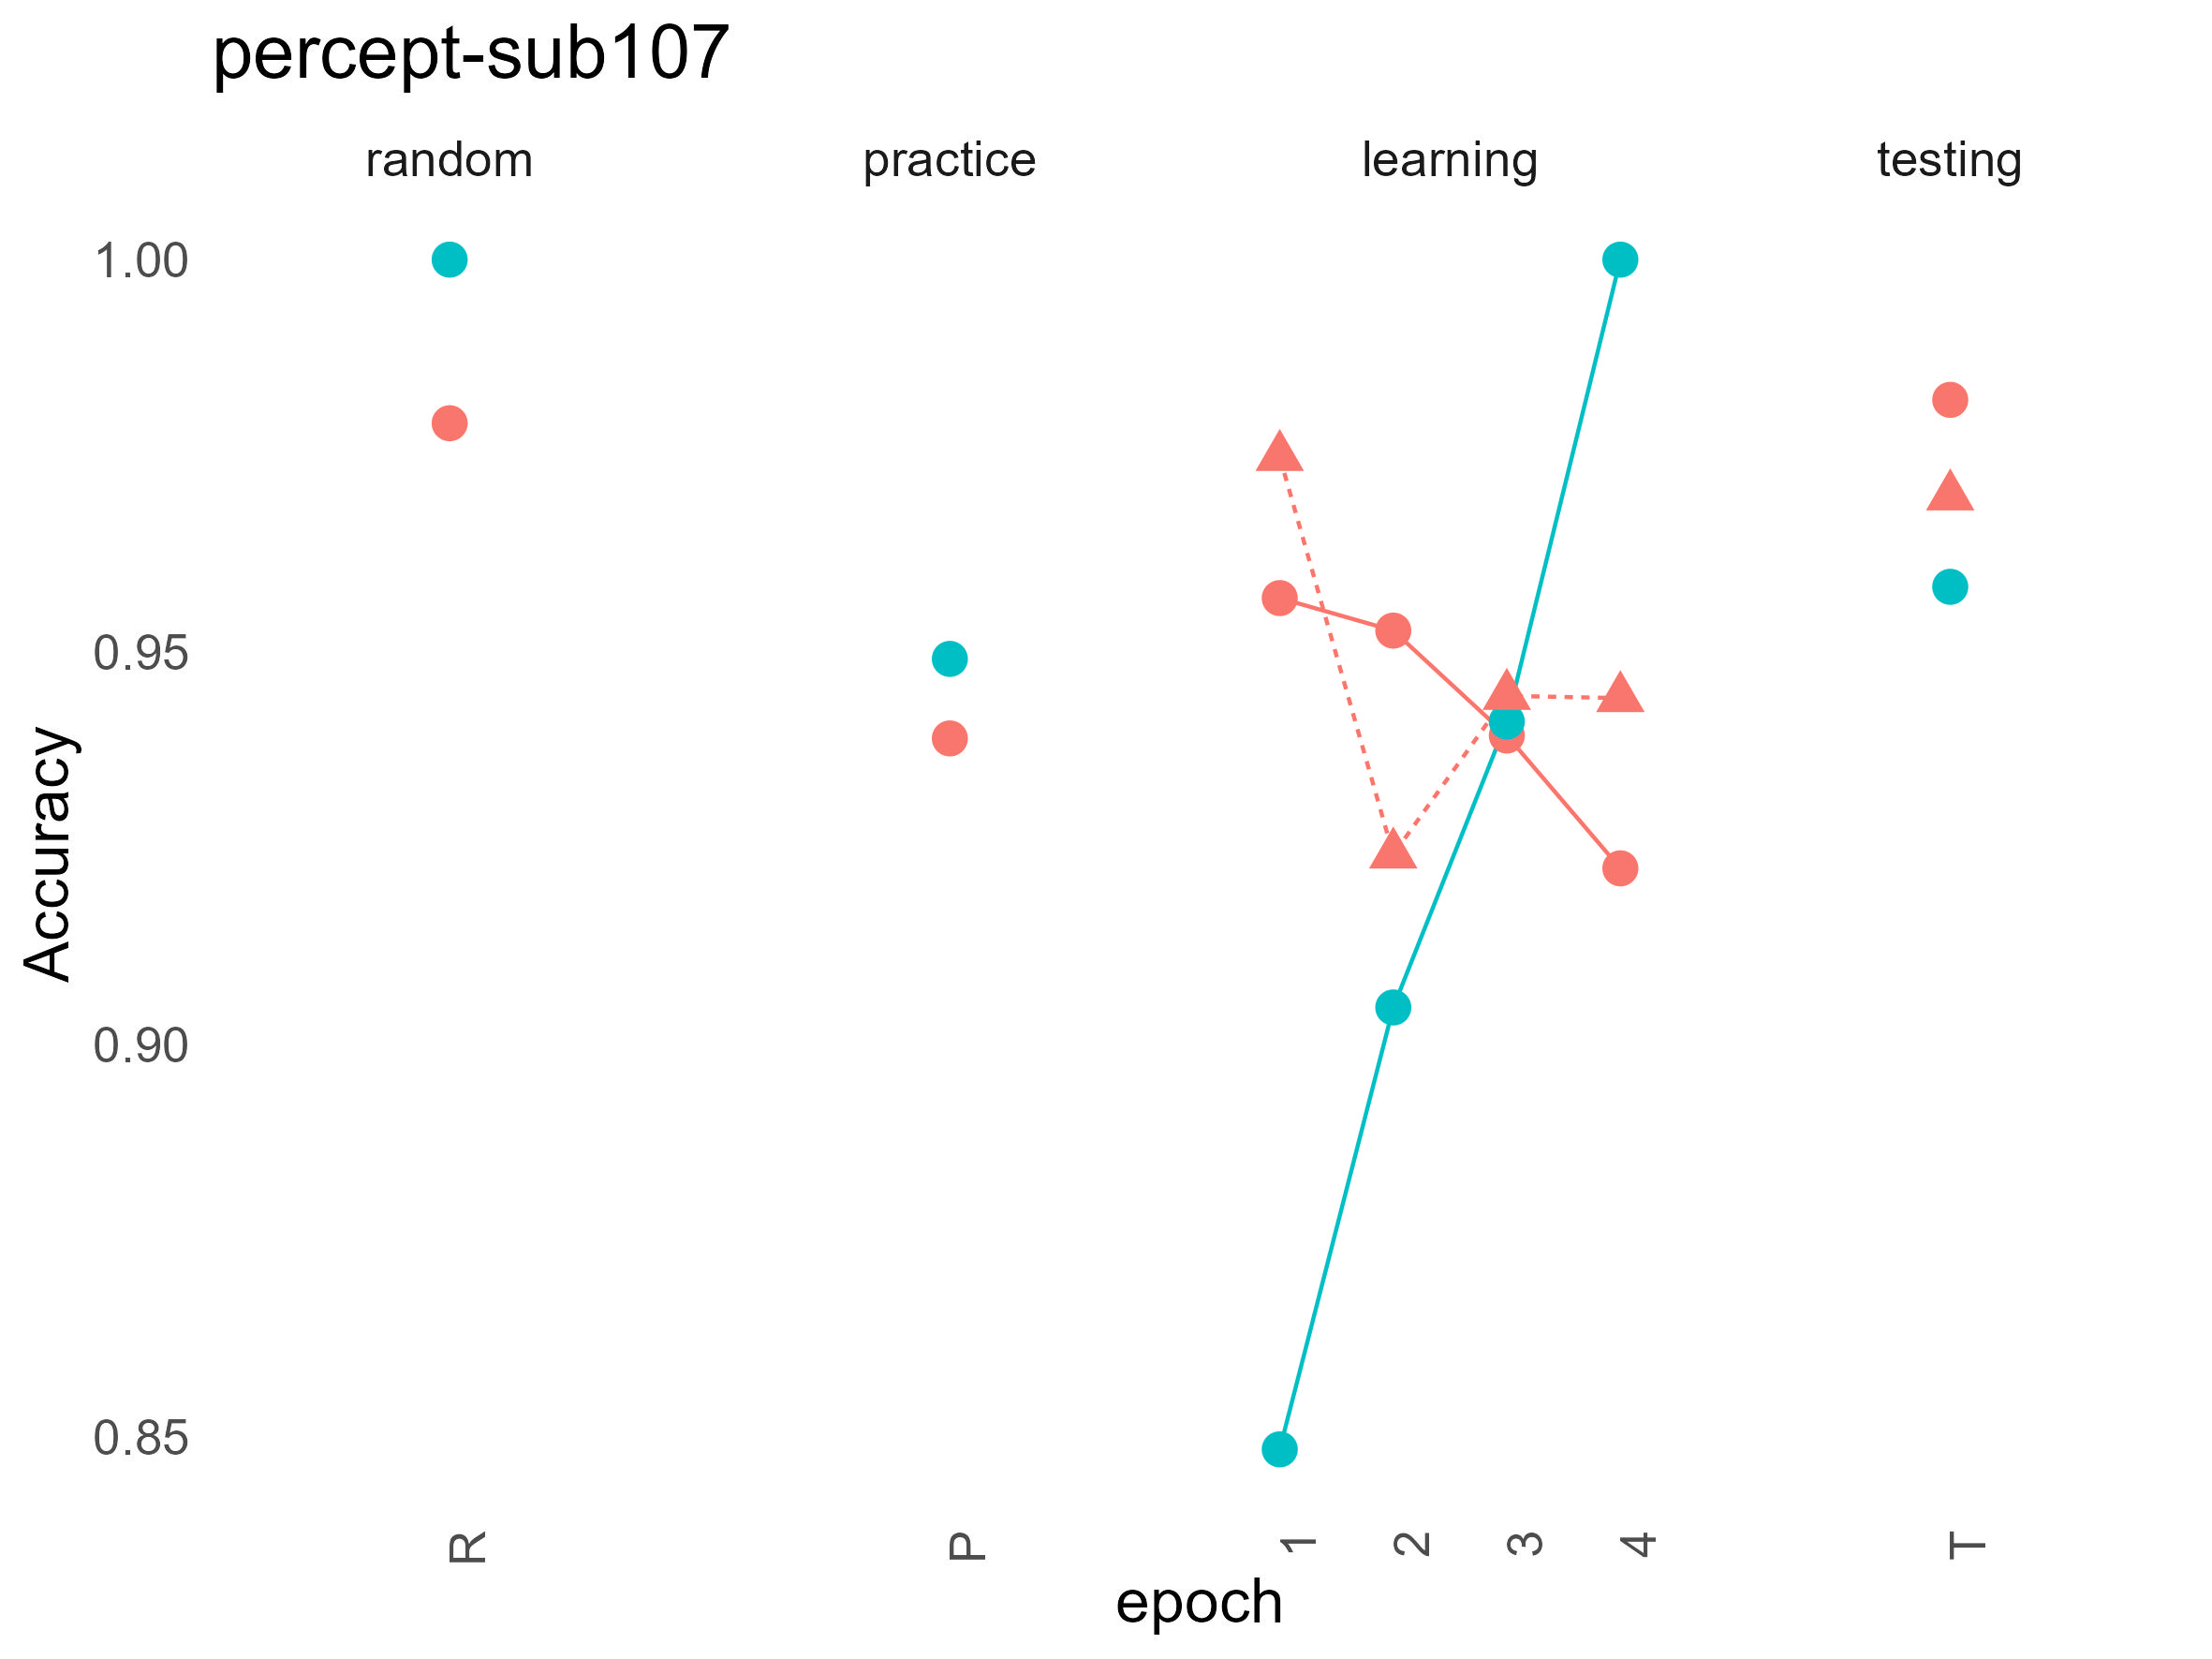 percept-sub107
random practice learning testing
1.00
0.95
0.90
0.85
Accuracy
R P 1 2 3 4 T
epoch